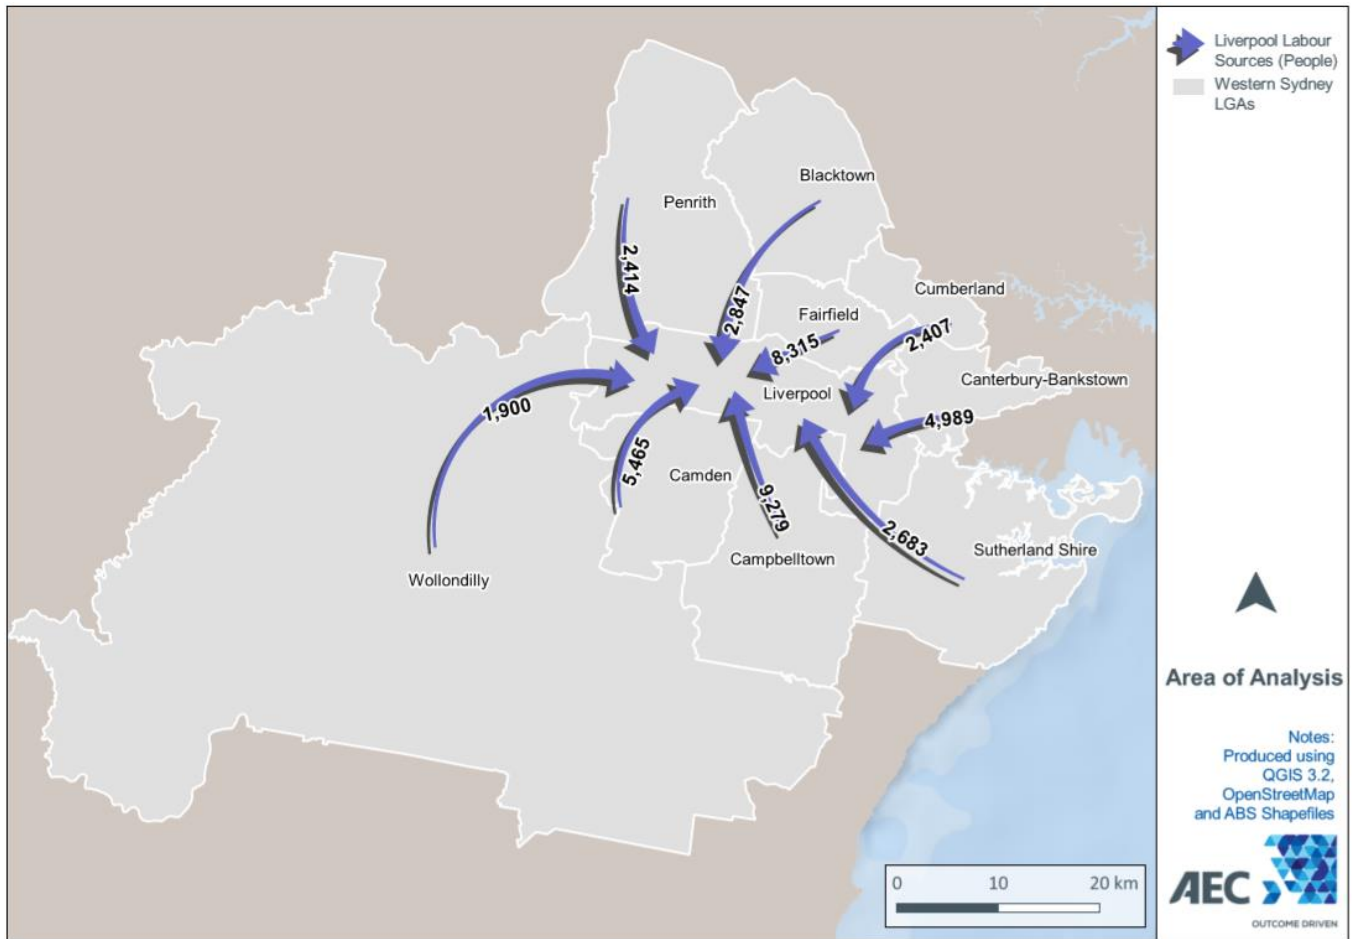 Liverpool Labour
Sources (People)
Western Sydney
LGAs
Blacktown
Penrith
2,414
2,847
Cumberland
Fairfield
8,315
2,407
Canterbury-Bankstown
Liverpool
1,900
4,989
5,465
Camden
9,279
2,683
Sutherland Shire
Campbelltown
Wollondilly
Area of Analysis
Notes:
Produced using
QGIS 3.2,
OpenStreetMap
and ABS Shapefiles
0 10 20 km
AEC
OUTCOME DRIVEN